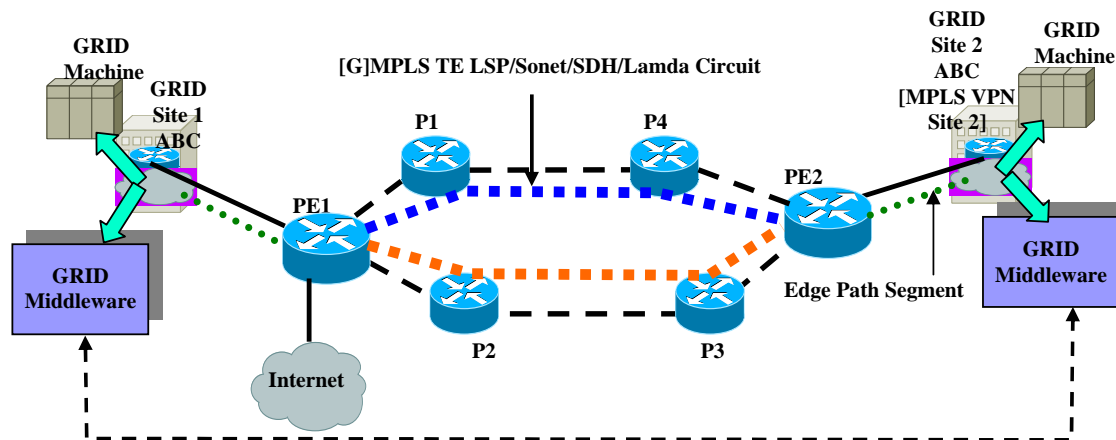 GRID
Machine
GRID
Site 1
ABC
[G]MPLS TE LSP/Sonet/SDH/Lamda Circuit
GRID
Site 2
ABC
[MPLS VPN
Site 2]
GRID
Machine
P1
P4
PE1
PE2
GRID
Middleware
GRID
Middleware
Edge Path Segment
P2
P3
Internet